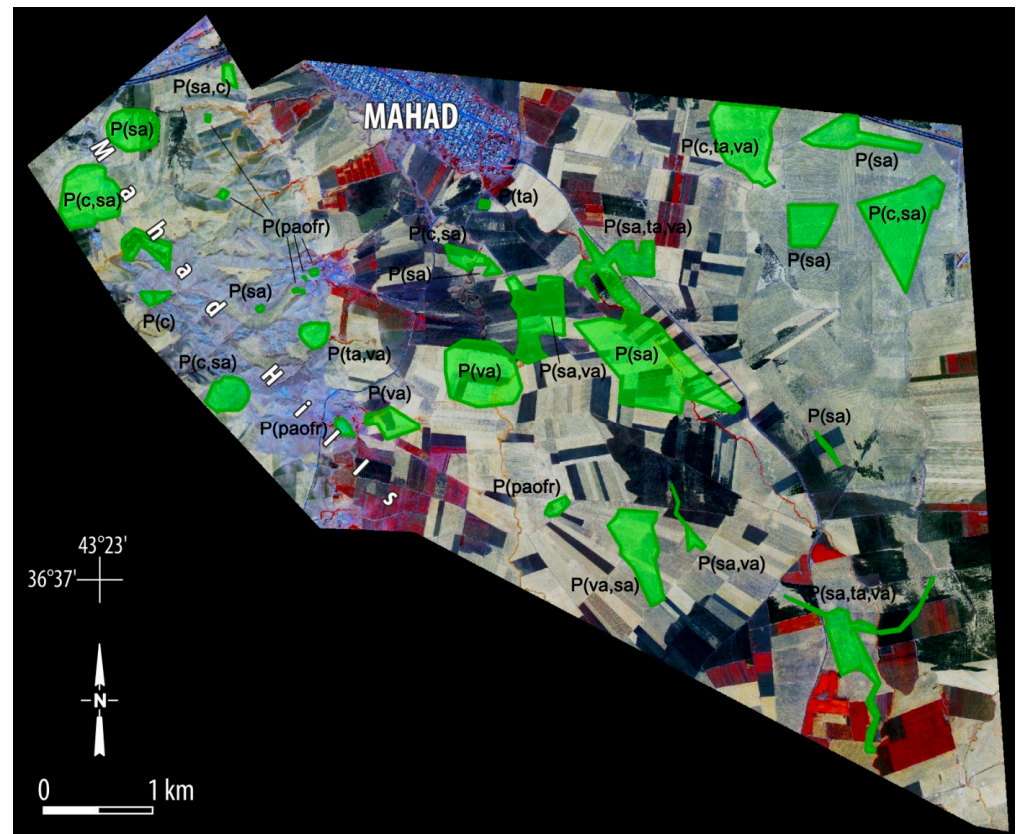 P(sa,c)
MAHAD
P(sa)
P(c,ta,va)
P(sa)
P(c,sa)
P(ta)
P(c,sa)
P(paofr)
P(c,sa)
P(sa,ta,va)
P(sa)
P(sa)
P(sa)
P(c)
P(ta,va)
P(sa)
P(c,sa)
P(va)
P(sa,va)
P(va)
P(paofr)
P(sa)
Mahad Hills
P(paofr)
P(sa,va)
P(va,sa)
P(sa,ta,va)
43°23'
36°37'
N
0 1 km